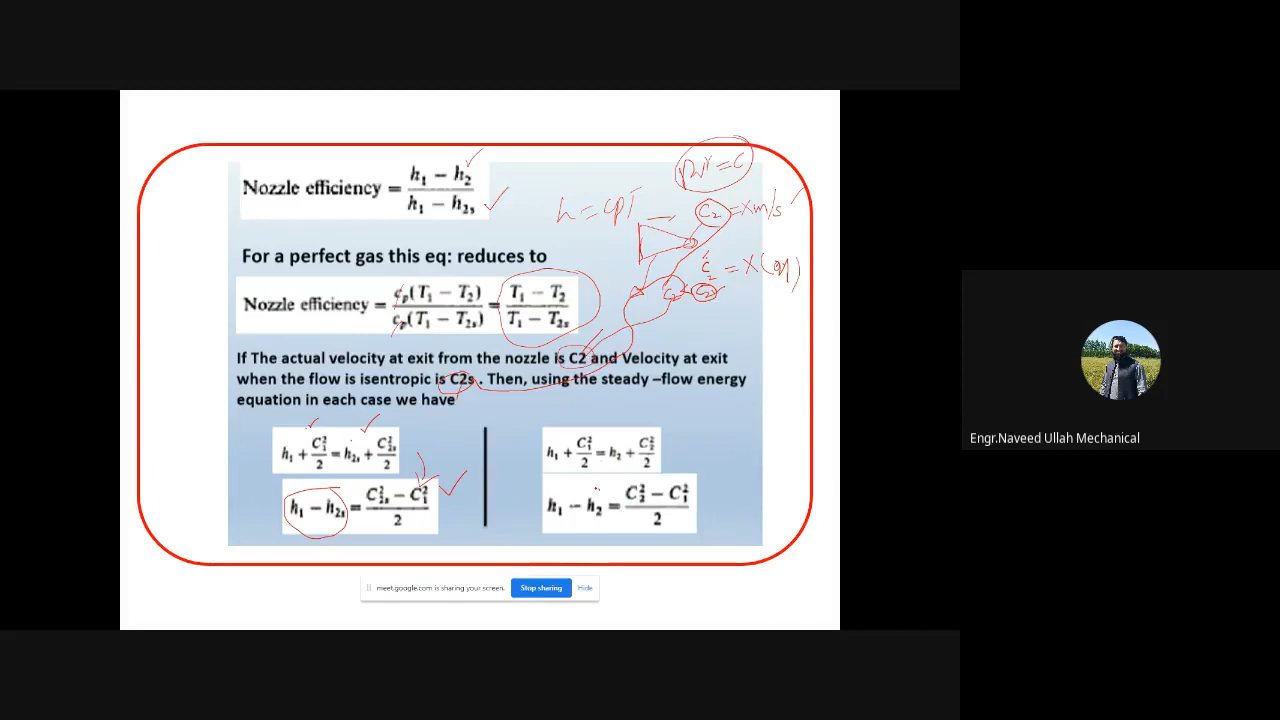 PVʳ = C
Nozzle efficiency = (h₁ − h₂) / (h₁ − h₂ₛ)
h = cpT
C₂ = x m/s
For a perfect gas this eq: reduces to
C₂ = x
Nozzle efficiency = cₚ(T₁ − T₂) / cₚ(T₁ − T₂ₛ) = (T₁ − T₂) / (T₁ − T₂ₛ)
C₂ C₂
If The actual velocity at exit from the nozzle is C2 and Velocity at exit
when the flow is isentropic is C2s . Then, using the steady –flow energy
equation in each case we have
h₁ + C₁²/2 = h₂ₛ + C₂ₛ²/2
h₁ − h₂ₛ = (C₂ₛ² − C₁²) / 2
h₁ + C₁²/2 = h₂ + C₂²/2
h₁ − h₂ = (C₂² − C₁²) / 2
meet.google.com is sharing your screen. Stop sharing Hide
Engr.Naveed Ullah Mechanical